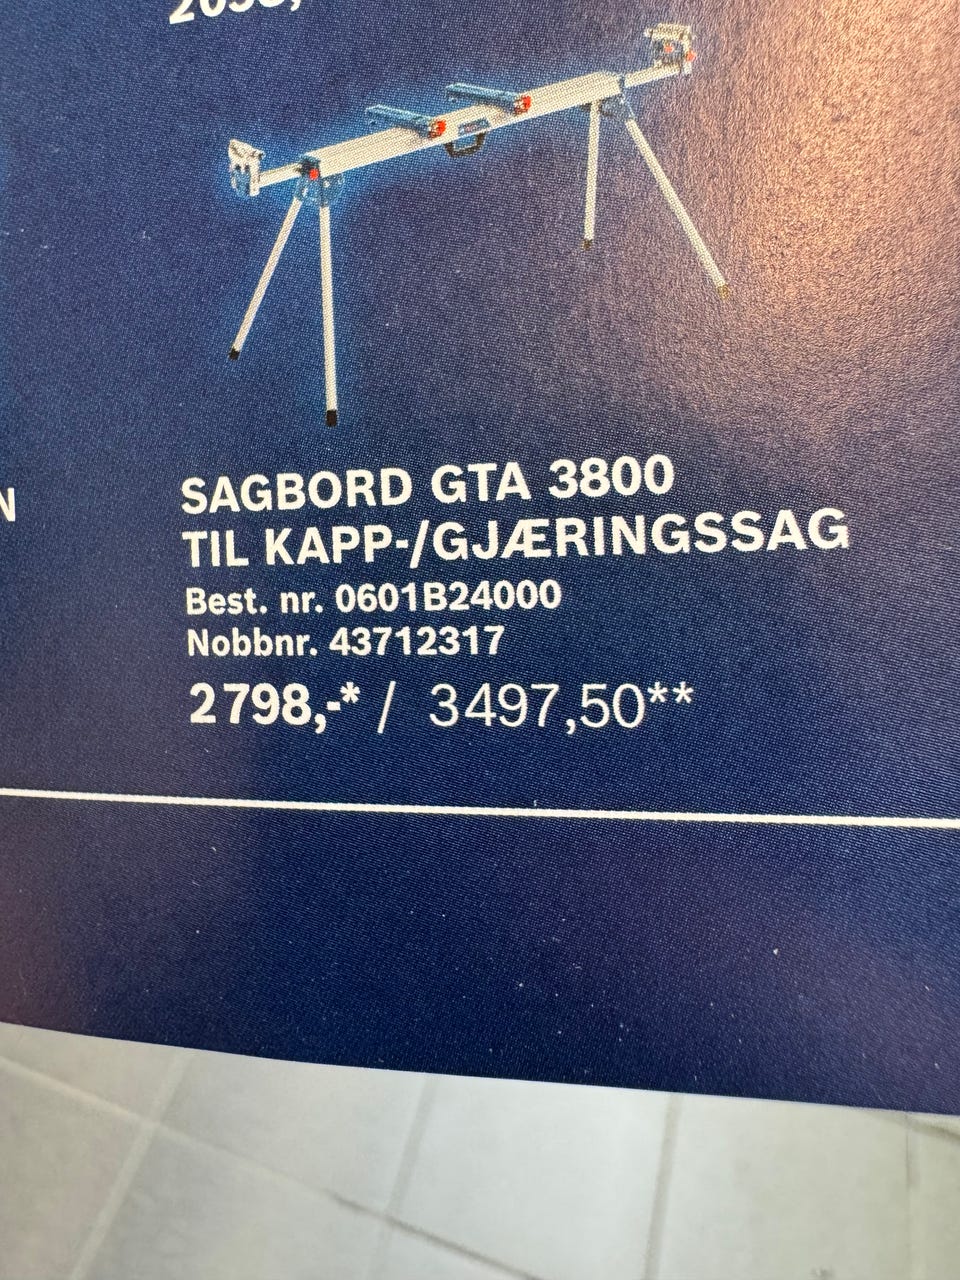 SAGBORD GTA 3800
N
TIL KAPP-/GJÆRINGSSAG
Best. nr. 0601B24000
Nobbnr. 43712317
2798,-* / 3497,50**